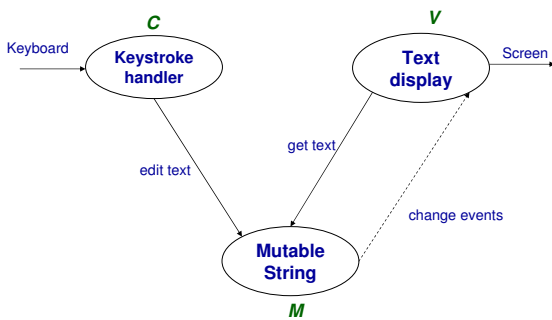 C
V
Keyboard
Keystroke
handler
Text
display
Screen
edit text
get text
change events
Mutable
String
M